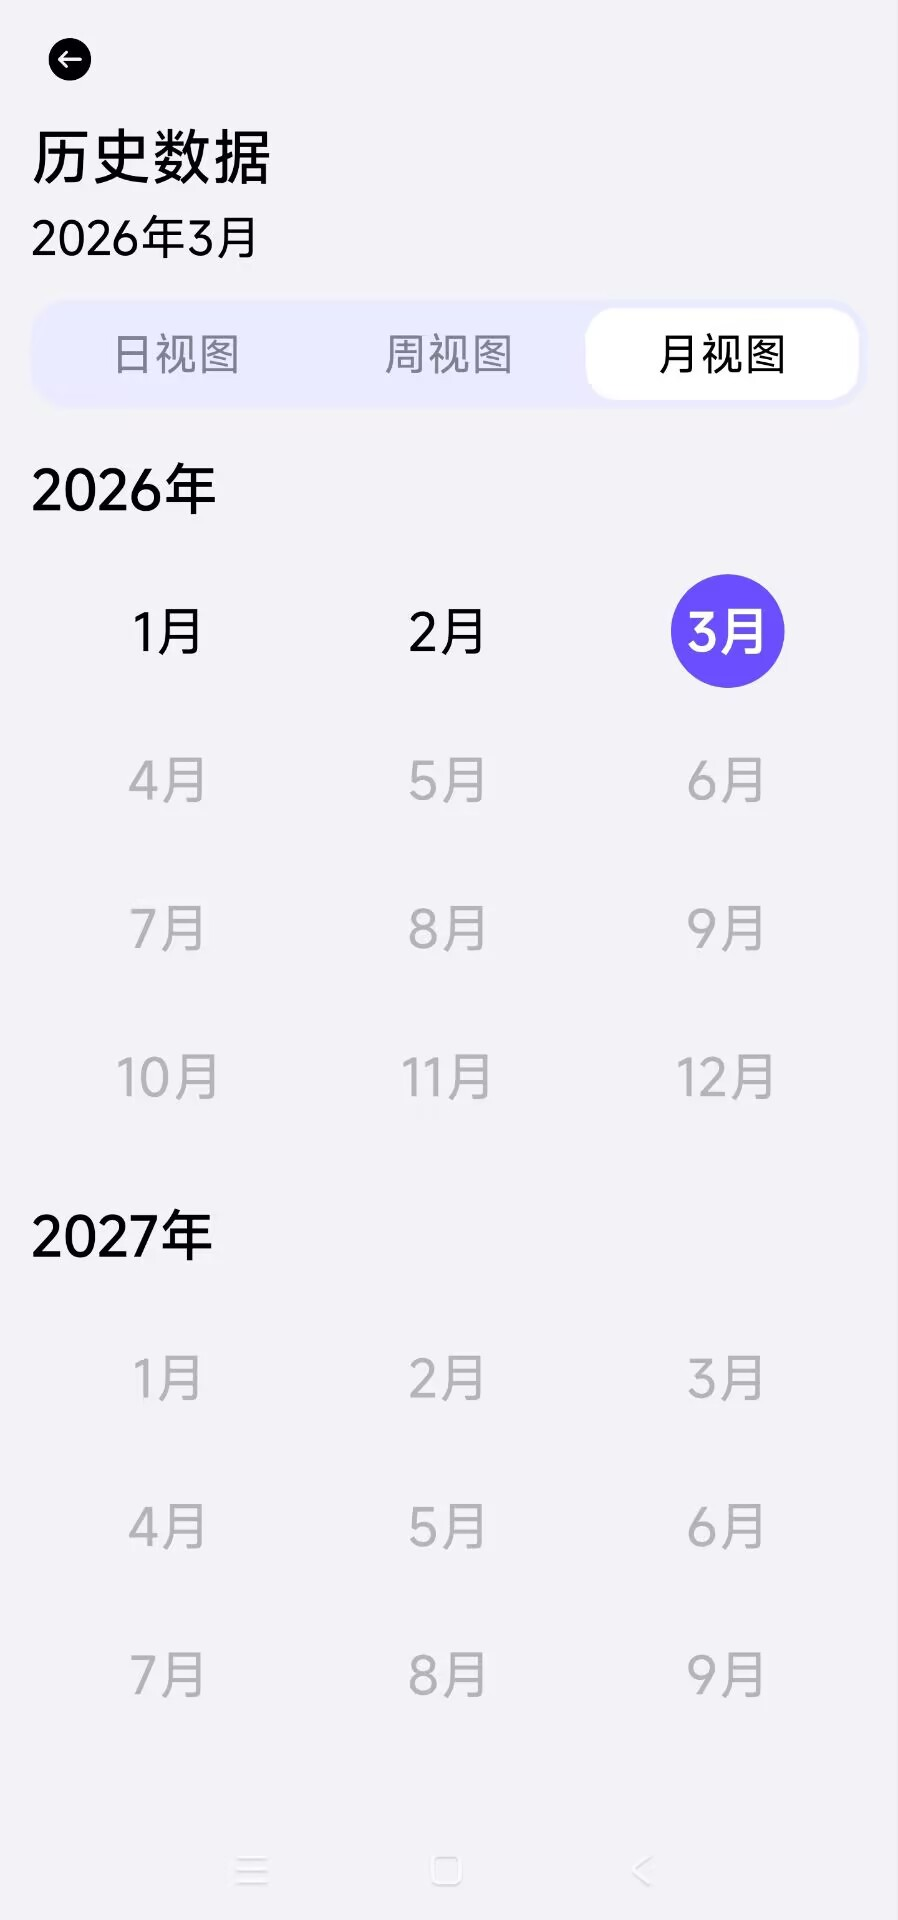 历史数据
2026年3月
日视图 周视图 月视图
2026年
1月 2月 3月
4月 5月 6月
7月 8月 9月
10月 11月 12月
2027年
1月 2月 3月
4月 5月 6月
7月 8月 9月